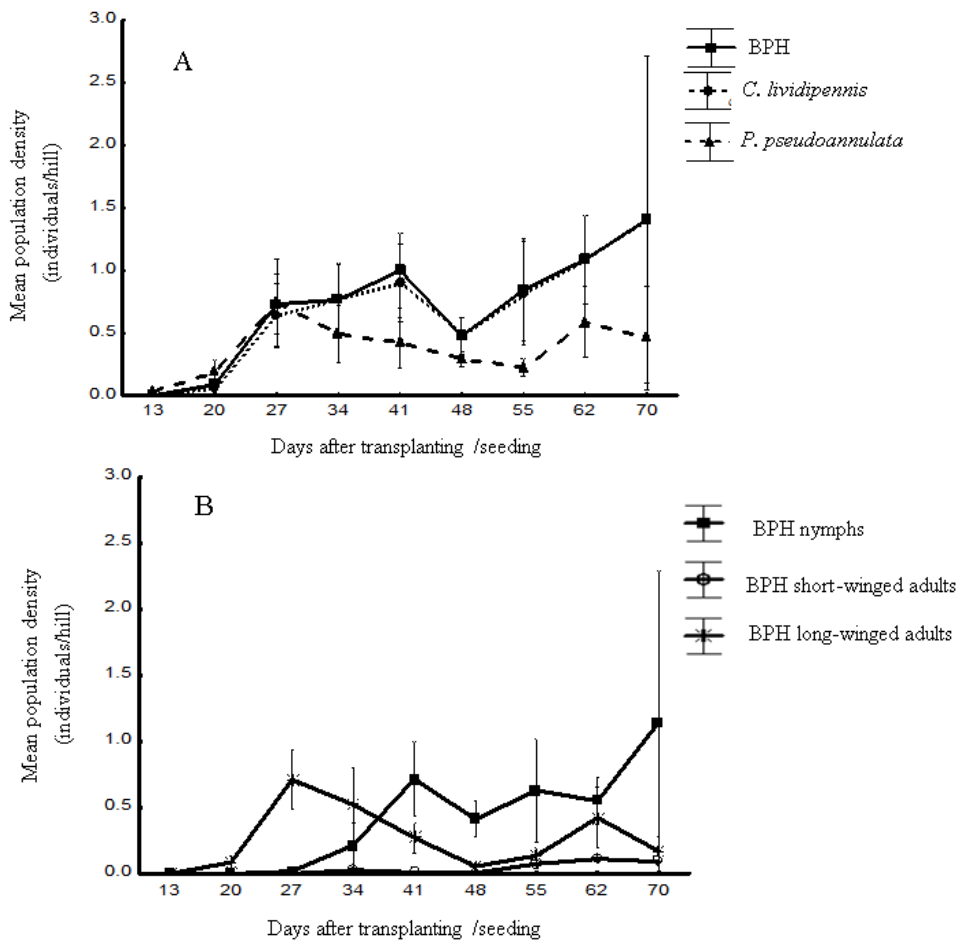 A
BPH
C. lividipennis
P. pseudoannulata
Mean population density
(individuals/hill)
3.0
2.5
2.0
1.5
1.0
0.5
0.0
13 20 27 34 41 48 55 62 70
Days after transplanting /seeding
B
BPH nymphs
BPH short-winged adults
BPH long-winged adults
Mean population density
(individuals/hill)
3.0
2.5
2.0
1.5
1.0
0.5
0.0
13 20 27 34 41 48 55 62 70
Days after transplanting /seeding